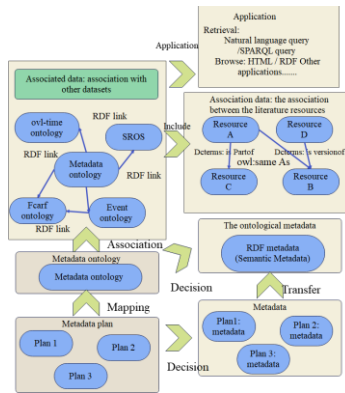 Application
Retrieval:
Natural language query
/SPARQL query
Browse: HTML / RDF Other
applications.......
Application
Associated data: association with
other datasets
RDF link
ovl-time
ontology
SROS
RDF link
Metadata
ontology
RDF link
Fcarf
ontology
Event
ontology
RDF link
Include
Association data: the association
between the literature resources
Resource
A
Resource
D
Dcterms: is Partof
Dcterms: is versionof
owl:same As
Resource
C
Resource
B
Association
Metadata ontology
Metadata ontology
Decision
The ontological metadata
RDF metadata
(Semantic Metadata)
Mapping
Transfer
Metadata plan
Plan 1
Plan 2
Plan 3
Decision
Metadata
Plan1:
metadata
Plan 2:
metadata
Plan 3:
metadata